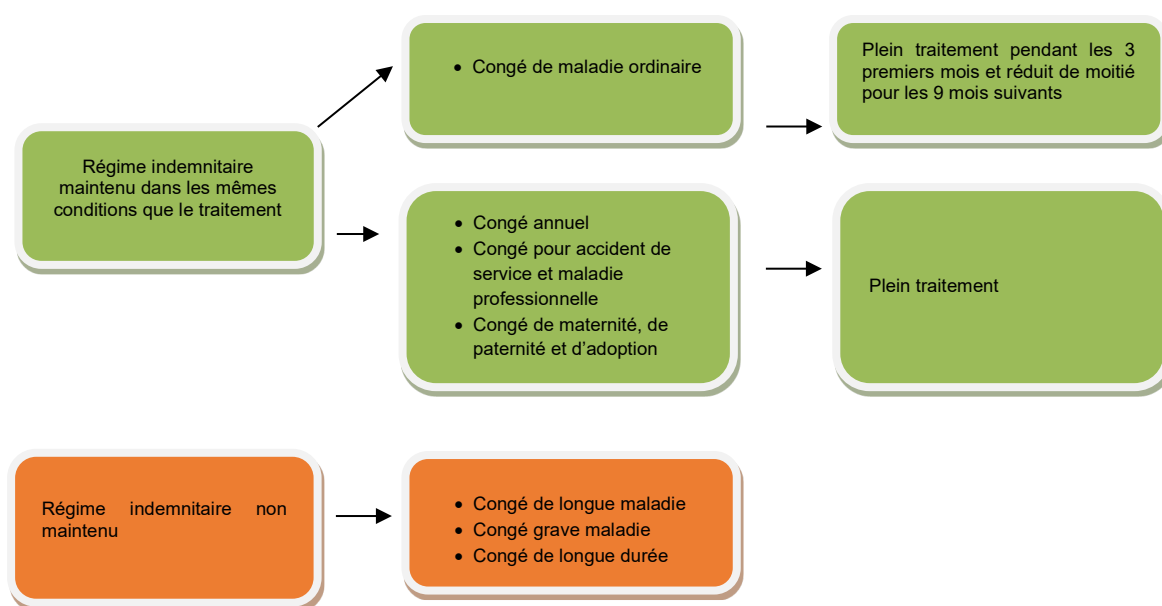 Régime indemnitaire
maintenu dans les mêmes
conditions que le traitement
• Congé de maladie ordinaire
Plein traitement pendant les 3
premiers mois et réduit de moitié
pour les 9 mois suivants
• Congé annuel
• Congé pour accident de
service et maladie
professionnelle
• Congé de maternité, de
paternité et d’adoption
Plein traitement
Régime indemnitaire non
maintenu
• Congé de longue maladie
• Congé grave maladie
• Congé de longue durée